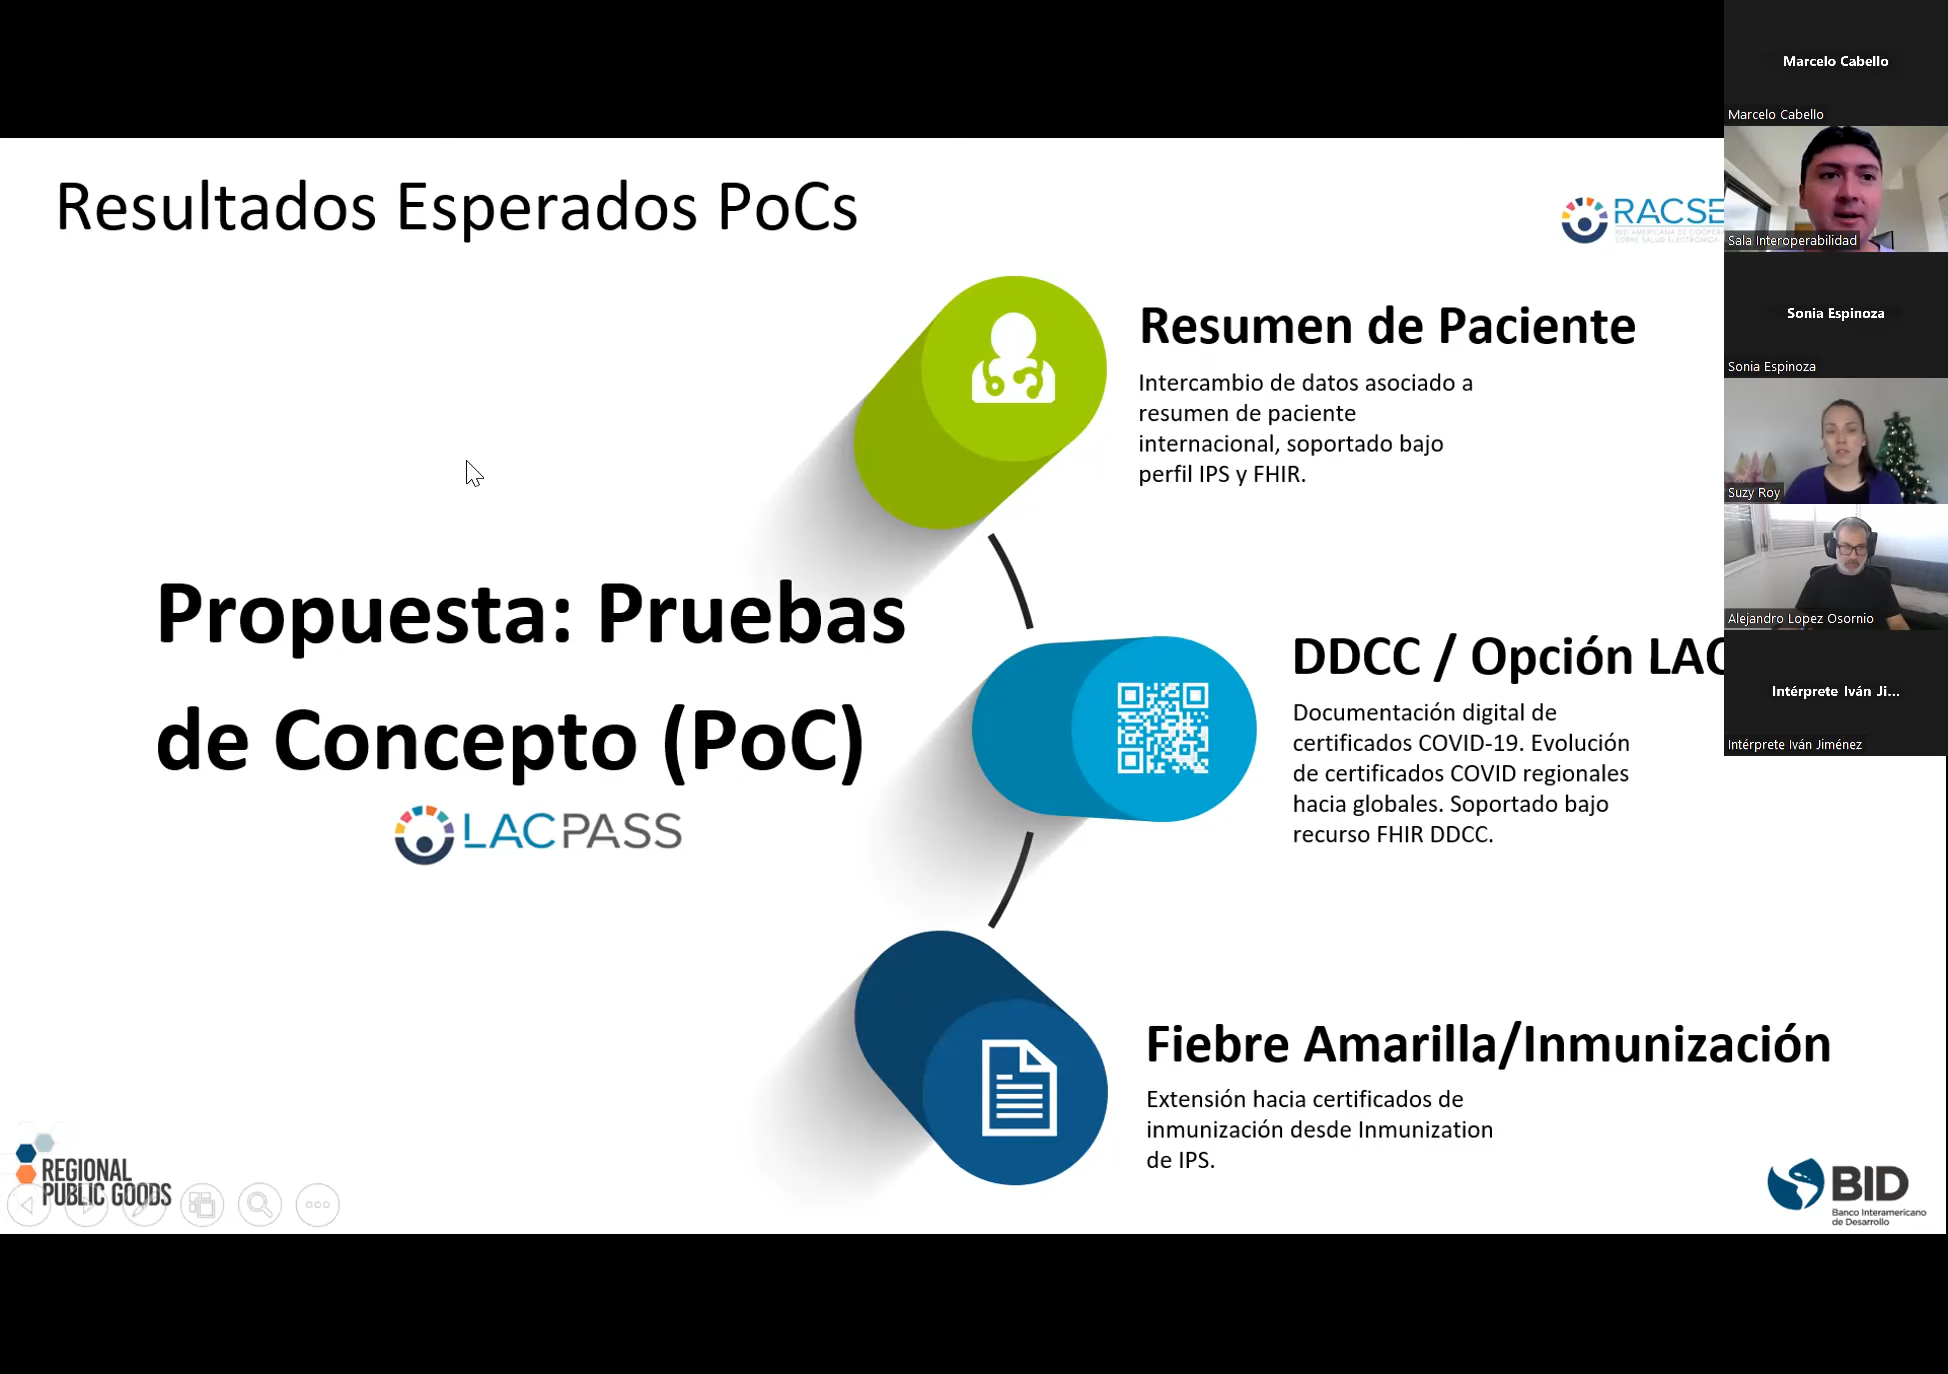 Resultados Esperados PoCs
RACSE
Resumen de Paciente
Intercambio de datos asociado a
resumen de paciente
internacional, soportado bajo
perfil IPS y FHIR.
Propuesta: Pruebas
de Concepto (PoC)
LACPASS
DDCC / Opción LAC
Documentación digital de
certificados COVID-19. Evolución
de certificados COVID regionales
hacia globales. Soportado bajo
recurso FHIR DDCC.
Fiebre Amarilla/Inmunización
Extensión hacia certificados de
inmunización desde Inmunization
de IPS.
REGIONAL
PUBLIC GOODS
BID
Banco Interamericano
de Desarrollo
Marcelo Cabello
Marcelo Cabello
Sala Interoperabilidad
Sonia Espinoza
Sonia Espinoza
Suzy Roy
Alejandro Lopez Osornio
Intérprete Iván Ji...
Intérprete Iván Jiménez